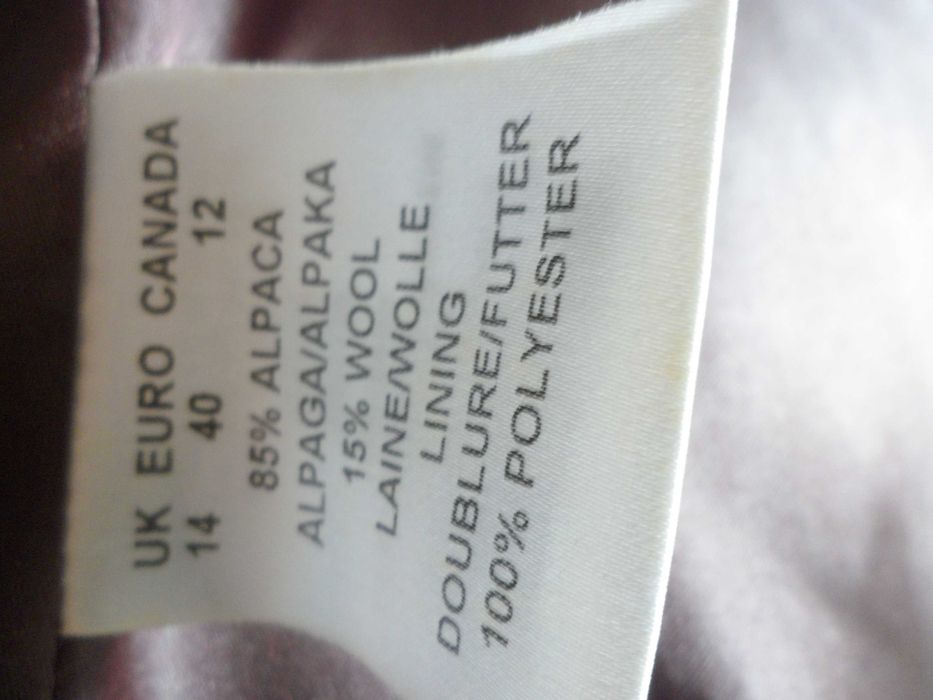 UK EURO CANADA
14 40 12
85% ALPACA
ALPAGA/ALPAKA
15% WOOL
LAINE/WOLLE
LINING
DOUBLURE/FUTTER
100% POLYESTER